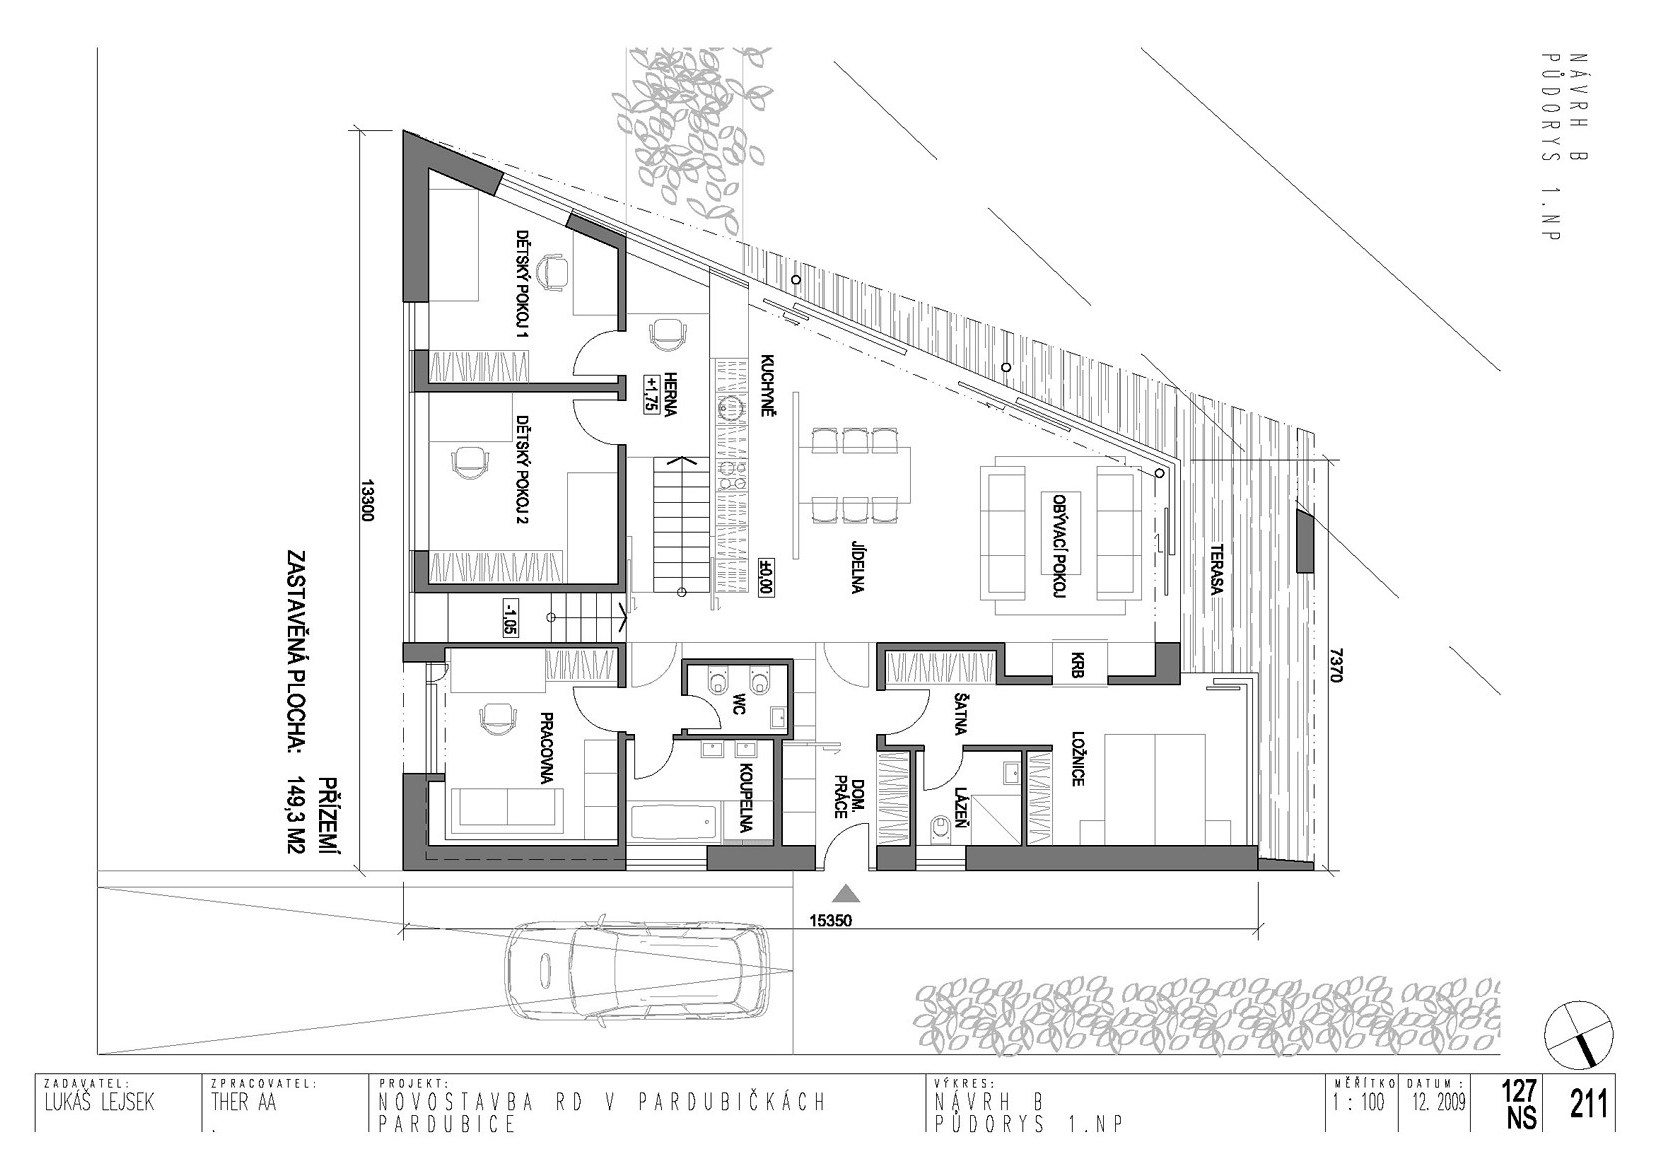 NÁVRH B
PŮDORYS 1.NP
DĚTSKÝ POKOJ 1
DĚTSKÝ POKOJ 2
HERNA
+1,75
KUCHYNĚ
±0,00
JÍDELNA
OBÝVACÍ POKOJ
TERASA
-1,05
13300
7370
15350
KRB
WC
ŠATNA
LOŽNICE
PRACOVNA
KOUPELNA
DOM.
PRÁCE
LÁZEŇ
PŘÍZEMÍ
ZASTAVĚNÁ PLOCHA: 149,3 M2
ZADAVATEL:
LUKÁŠ LEJSEK
ZPRACOVATEL:
THER AA
.
PROJEKT:
NOVOSTAVBA RD V PARDUBIČKÁCH
PARDUBICE
VÝKRES:
NÁVRH B
PŮDORYS 1.NP
MĚŘÍTKO
1 : 100
DATUM :
12. 2009
127
NS
211